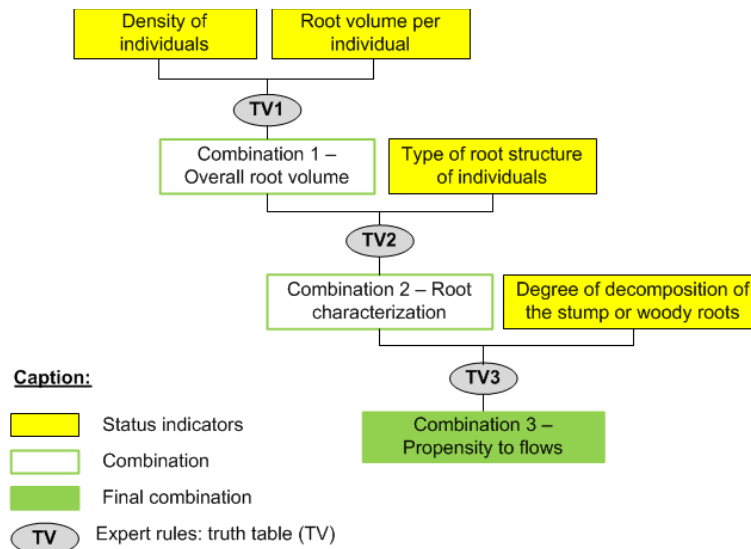 Density of
individuals
Root volume per
individual
TV1
Combination 1 –
Overall root volume
Type of root structure
of individuals
TV2
Combination 2 – Root
characterization
Degree of decomposition of
the stump or woody roots
TV3
Combination 3 –
Propensity to flows
Caption:
Status indicators
Combination
Final combination
TV
Expert rules: truth table (TV)